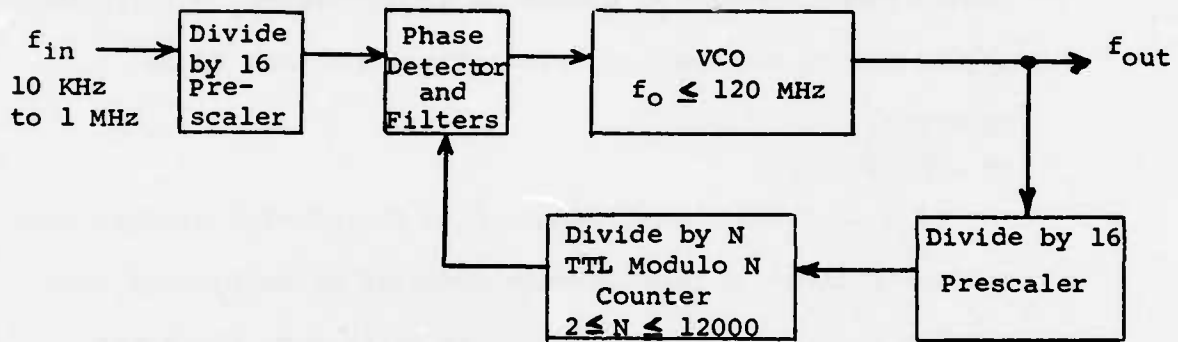 f_in
10 KHz
to 1 MHz
Divide
by 16
Pre-
scaler
Phase
Detector
and
Filters
VCO
f_o ≤ 120 MHz
f_out
Divide by N
TTL Modulo N
Counter
2 ≤ N ≤ 12000
Divide by 16
Prescaler